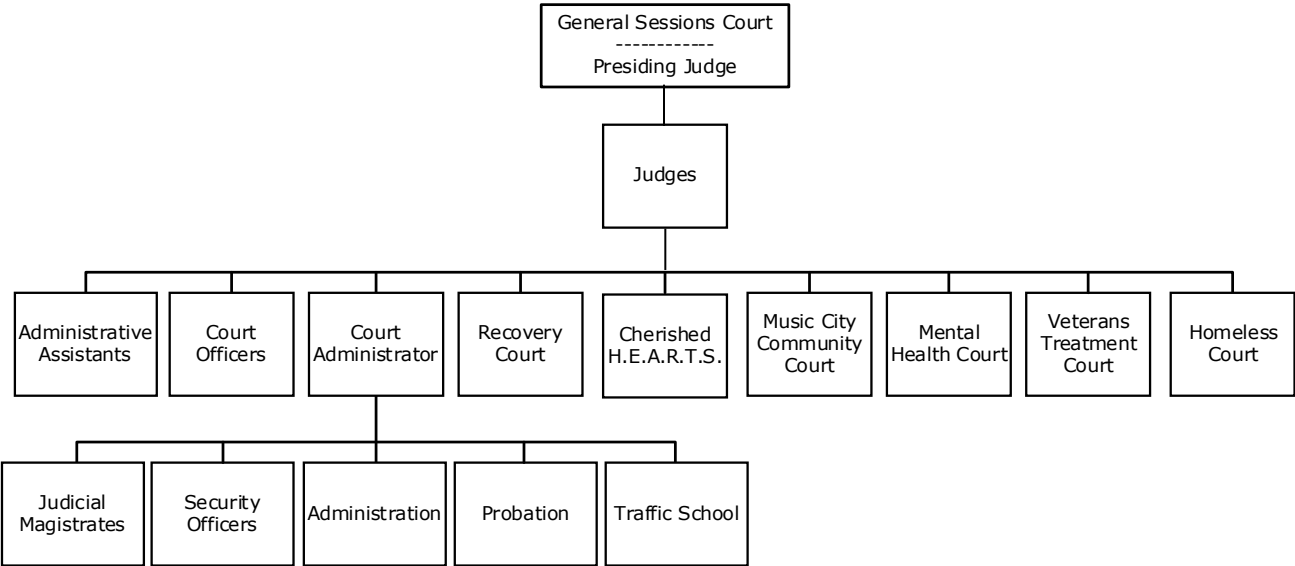 General Sessions Court
------------
Presiding Judge
Judges
Administrative
Assistants
Court
Officers
Court
Administrator
Recovery
Court
Cherished
H.E.A.R.T.S.
Music City
Community
Court
Mental
Health Court
Veterans
Treatment
Court
Homeless
Court
Judicial
Magistrates
Security
Officers
Administration
Probation
Traffic School